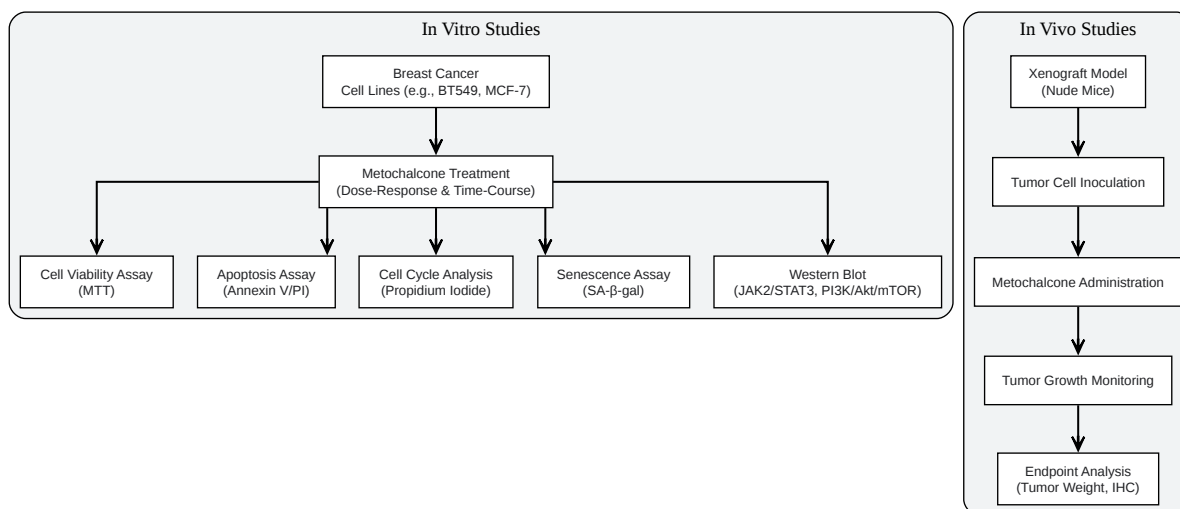 In Vitro Studies
Breast Cancer
Cell Lines (e.g., BT549, MCF-7)
Metochalcone Treatment
(Dose-Response & Time-Course)
Cell Viability Assay
(MTT)
Apoptosis Assay
(Annexin V/PI)
Cell Cycle Analysis
(Propidium Iodide)
Senescence Assay
(SA-β-gal)
Western Blot
(JAK2/STAT3, PI3K/Akt/mTOR)
In Vivo Studies
Xenograft Model
(Nude Mice)
Tumor Cell Inoculation
Metochalcone Administration
Tumor Growth Monitoring
Endpoint Analysis
(Tumor Weight, IHC)